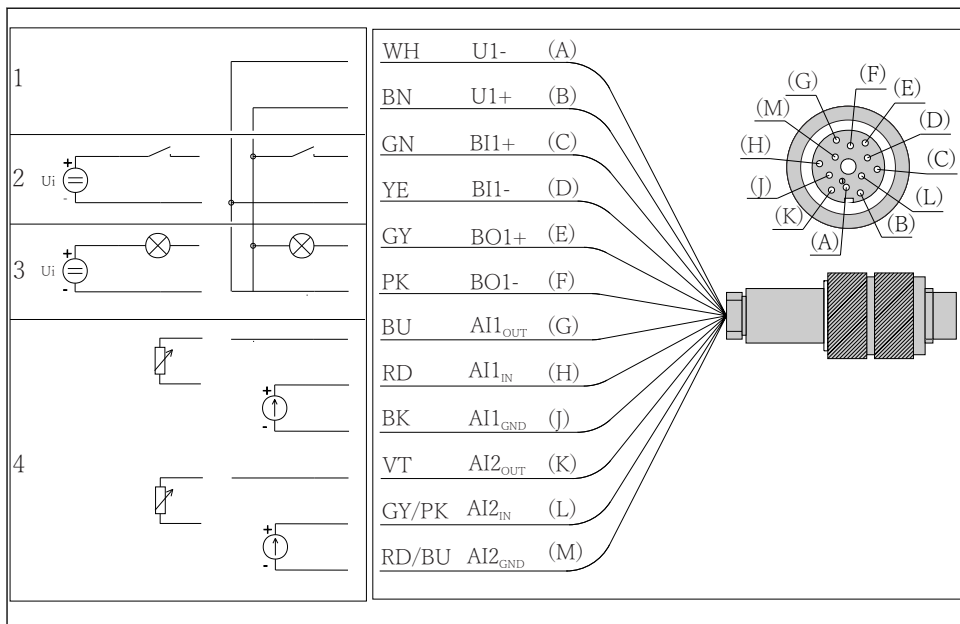 1
2
+
Ui
-
3
+
Ui
-
4
+
-
+
-
WH U1- (A)
BN U1+ (B)
GN BI1+ (C)
YE BI1- (D)
GY BO1+ (E)
PK BO1- (F)
BU AI1OUT (G)
RD AI1IN (H)
BK AI1GND (J)
VT AI2OUT (K)
GY/PK AI2IN (L)
RD/BU AI2GND (M)
(F)
(G) (E)
(M) (D)
(H) (C)
(J) (L)
(K) (B)
(A)